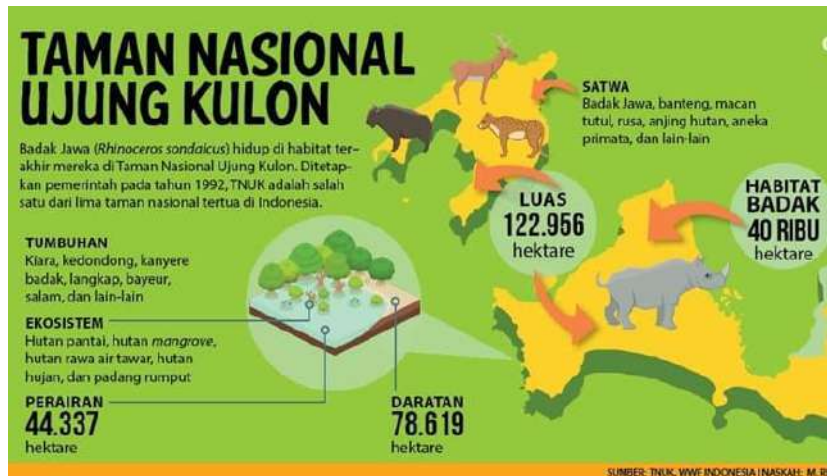 TAMAN NASIONAL
UJUNG KULON
Badak Jawa (Rhinoceros sondaicus) hidup di habitat ter-
akhir mereka di Taman Nasional Ujung Kulon. Ditetap-
kan pemerintah pada tahun 1992, TNUK adalah salah
satu dari lima taman nasional tertua di Indonesia.
SATWA
Badak Jawa, banteng, macan
tutul, rusa, anjing hutan, aneka
primata, dan lain-lain
LUAS
122.956
hektare
HABITAT
BADAK
40 RIBU
hektare
TUMBUHAN
Kiara, kedondong, kanyere
badak, langkap, bayeur,
salam, dan lain-lain
EKOSISTEM
Hutan pantai, hutan mangrove,
hutan rawa air tawar, hutan
hujan, dan padang rumput
PERAIRAN
44.337
hektare
DARATAN
78.619
hektare
SUMBER: TNUK, WWF INDONESIA | NASKAH: M.